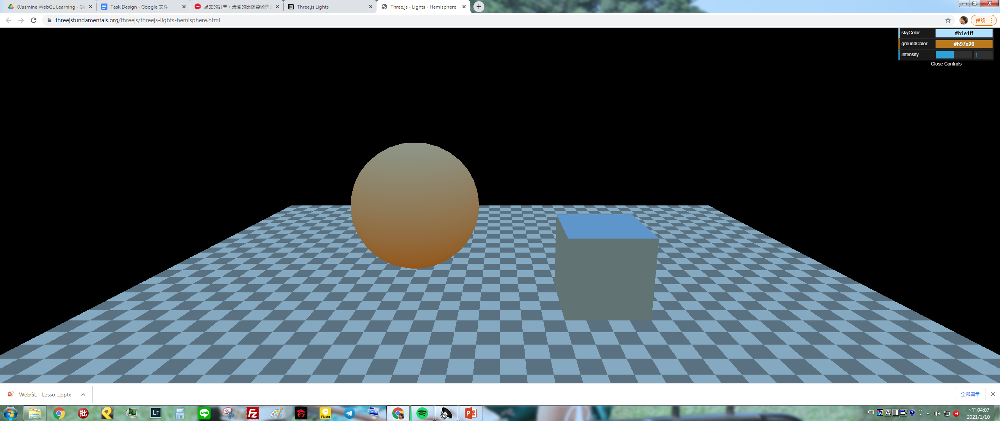 0Jasmine WebGL Learning - Go
Task Design - Google 文件
過去的訂單，最愛的比薩套餐快速
Three.js Lights
Three.js - Lights - Hemisphere
threejsfundamentals.org/threejs/threejs-lights-hemisphere.html
錯誤
skyColor
#b1e1ff
groundColor
#b97a20
intensity
1
Close Controls
WebGL – Lesso....pptx
全部顯示
批
Lr
LINE
Fz
Player
P
CH
A
M
下午 04:07
2021/1/10